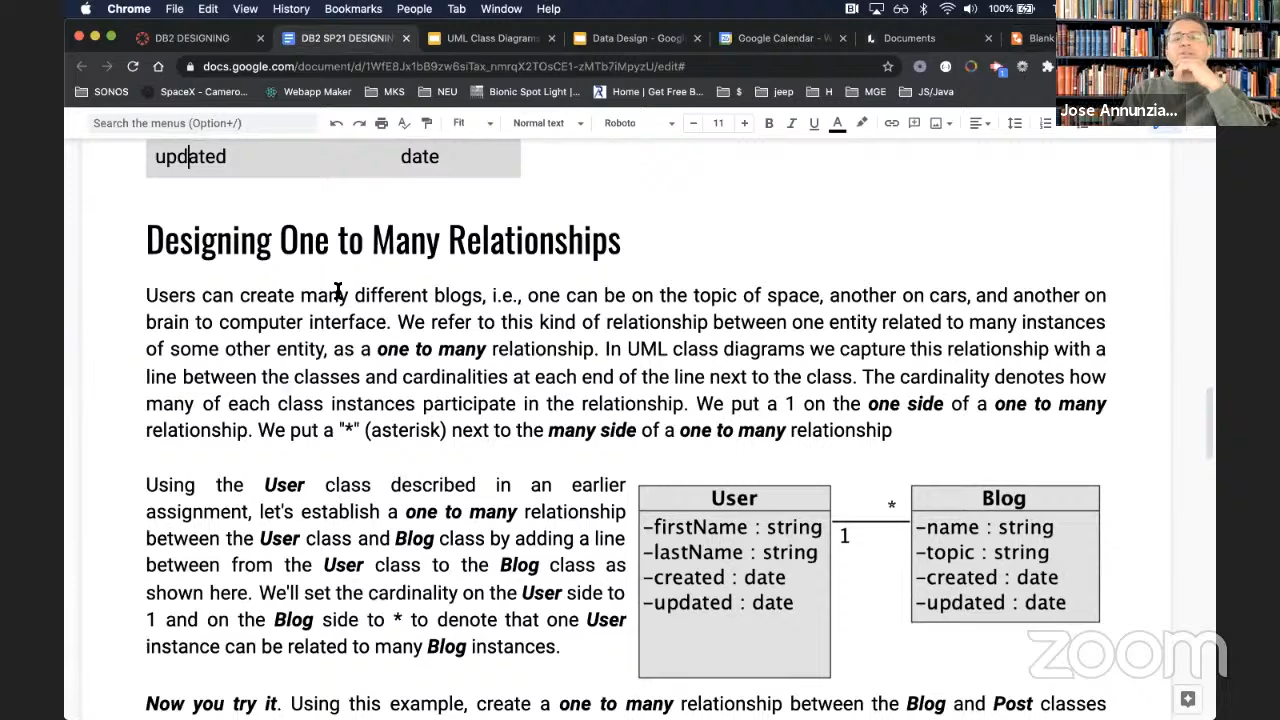 Chrome File Edit View History Bookmarks People Tab Window Help 100%
DB2 DESIGNING DB2 SP21 DESIGNIN UML Class Diagrams Data Design - Goog Google Calendar - W Documents Blank
docs.google.com/document/d/
SONOS SpaceX - Camero... Webapp Maker MKS NEU Bionic Spot Light |... Home | Get Free B... $ jeep H MGE JS/Java
Jose Annunzia...
Search the menus (Option+/) Fit Normal text Roboto 11 B I U A
updated date
Designing One to Many Relationships
Users can create many different blogs, i.e., one can be on the topic of space, another on cars, and another on
brain to computer interface. We refer to this kind of relationship between one entity related to many instances
of some other entity, as a one to many relationship. In UML class diagrams we capture this relationship with a
line between the classes and cardinalities at each end of the line next to the class. The cardinality denotes how
many of each class instances participate in the relationship. We put a 1 on the one side of a one to many
relationship. We put a "*" (asterisk) next to the many side of a one to many relationship
Using the User class described in an earlier
assignment, let's establish a one to many relationship
between the User class and Blog class by adding a line
between from the User class to the Blog class as
shown here. We'll set the cardinality on the User side to
1 and on the Blog side to * to denote that one User
instance can be related to many Blog instances.
User
-firstName : string
-lastName : string
-created : date
-updated : date
1
*
Blog
-name : string
-topic : string
-created : date
-updated : date
Now you try it. Using this example, create a one to many relationship between the Blog and Post classes
zoom